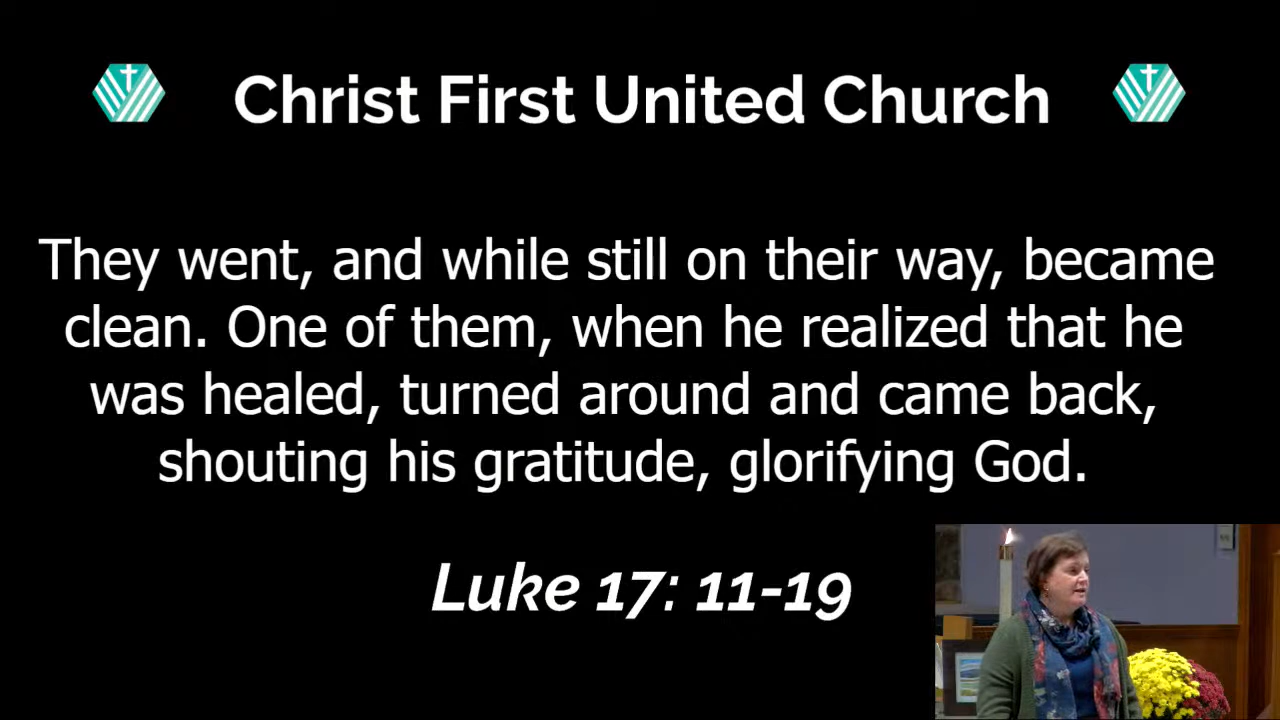 Christ First United Church
They went, and while still on their way, became
clean. One of them, when he realized that he
was healed, turned around and came back,
shouting his gratitude, glorifying God.
Luke 17: 11-19